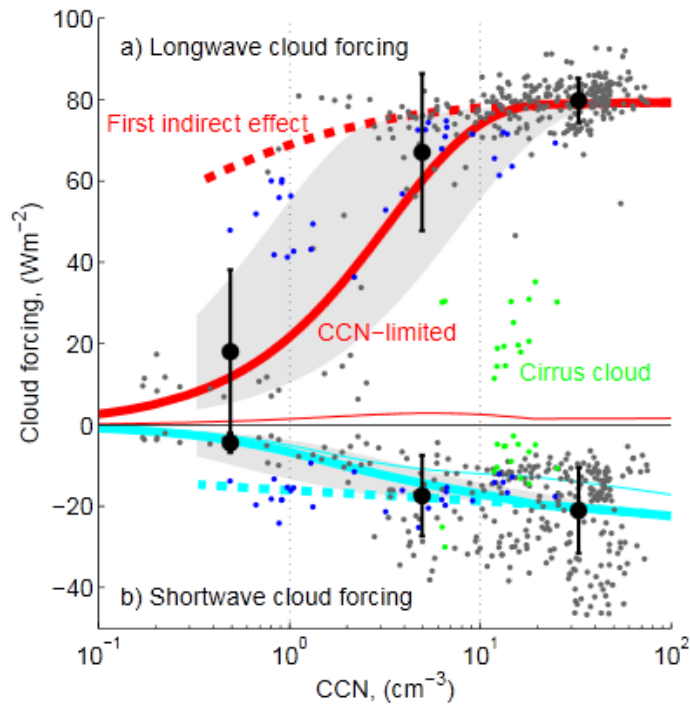 100
a) Longwave cloud forcing
80
First indirect effect
60
40
CCN−limited
20
Cirrus cloud
0
−20
−40
b) Shortwave cloud forcing
Cloud forcing, (Wm⁻²)
10⁻¹ 10⁰ 10¹ 10²
CCN, (cm⁻³)